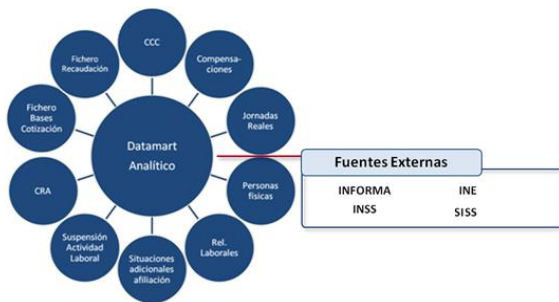 CCC
Compensa-
ciones
Jornadas
Reales
Personas
físicas
Rel.
Laborales
Situaciones
adicionales
afiliación
Suspensión
Actividad
Laboral
CRA
Fichero
Bases
Cotización
Fichero
Recaudación
Datamart
Analítico
Fuentes Externas
INFORMA INE
INSS SISS